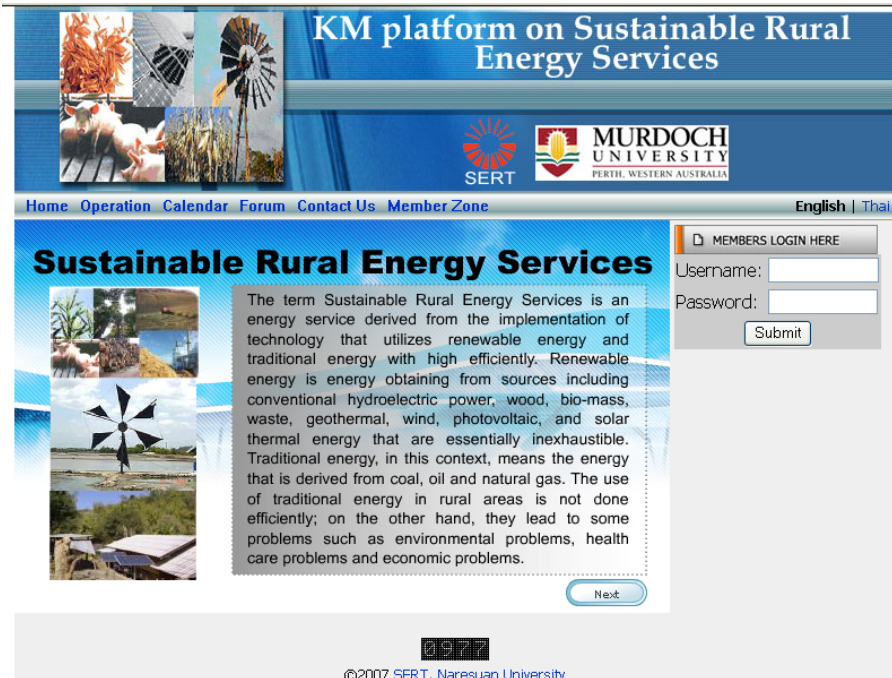 KM platform on Sustainable Rural
Energy Services
SERT
MURDOCH
UNIVERSITY
PERTH, WESTERN AUSTRALIA
Home Operation Calendar Forum Contact Us Member Zone English | Thai
MEMBERS LOGIN HERE
Username:
Password:
Submit
Sustainable Rural Energy Services
The term Sustainable Rural Energy Services is an
energy service derived from the implementation of
technology that utilizes renewable energy and
traditional energy with high efficiently. Renewable
energy is energy obtaining from sources including
conventional hydroelectric power, wood, bio-mass,
waste, geothermal, wind, photovoltaic, and solar
thermal energy that are essentially inexhaustible.
Traditional energy, in this context, means the energy
that is derived from coal, oil and natural gas. The use
of traditional energy in rural areas is not done
efficiently; on the other hand, they lead to some
problems such as environmental problems, health
care problems and economic problems.
Next
0977
©2007 SERT, Naresuan University